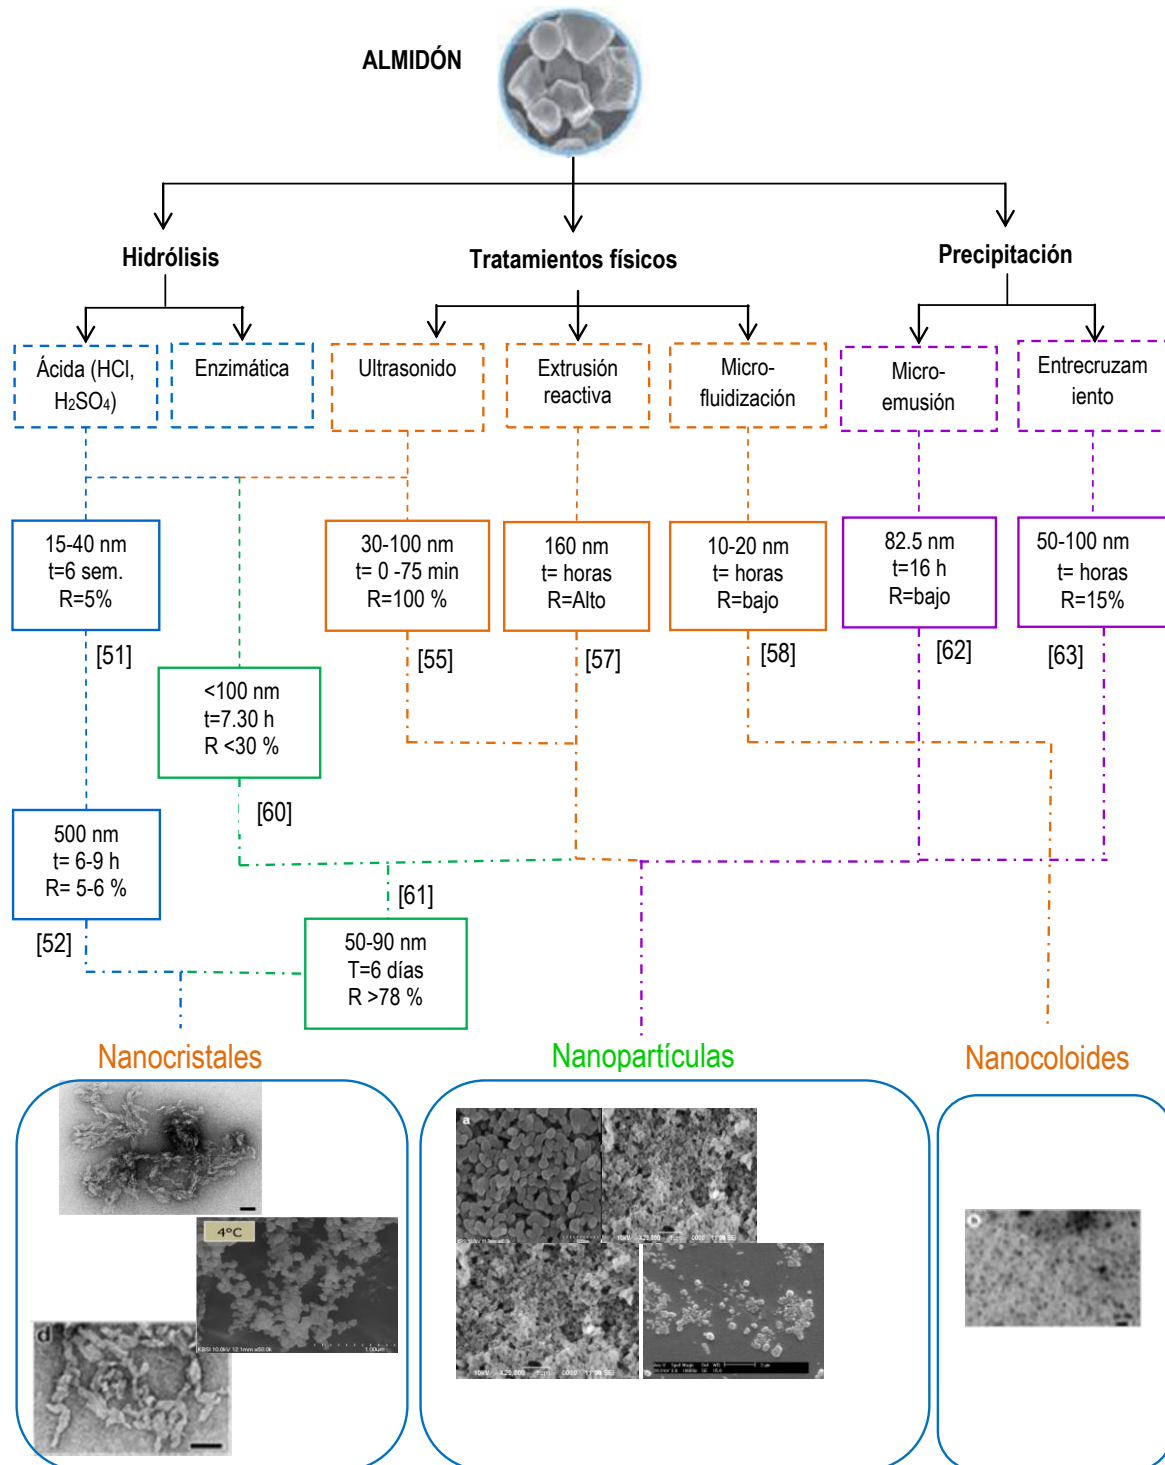 ALMIDÓN
Hidrólisis
Tratamientos físicos
Precipitación
Ácida (HCl,
H₂SO₄)
Enzimática
Ultrasonido
Extrusión
reactiva
Micro-
fluidización
Micro-
emusión
Entrecruzam
iento
15-40 nm
t=6 sem.
R=5%
30-100 nm
t= 0 -75 min
R=100 %
160 nm
t= horas
R=Alto
10-20 nm
t= horas
R=bajo
82.5 nm
t=16 h
R=bajo
50-100 nm
t= horas
R=15%
[51]
[55]
[57]
[58]
[62]
[63]
<100 nm
t=7.30 h
R <30 %
[60]
500 nm
t= 6-9 h
R= 5-6 %
[61]
[52]
50-90 nm
T=6 días
R >78 %
Nanocristales
Nanopartículas
Nanocoloides
a
4°C
d
1.00um